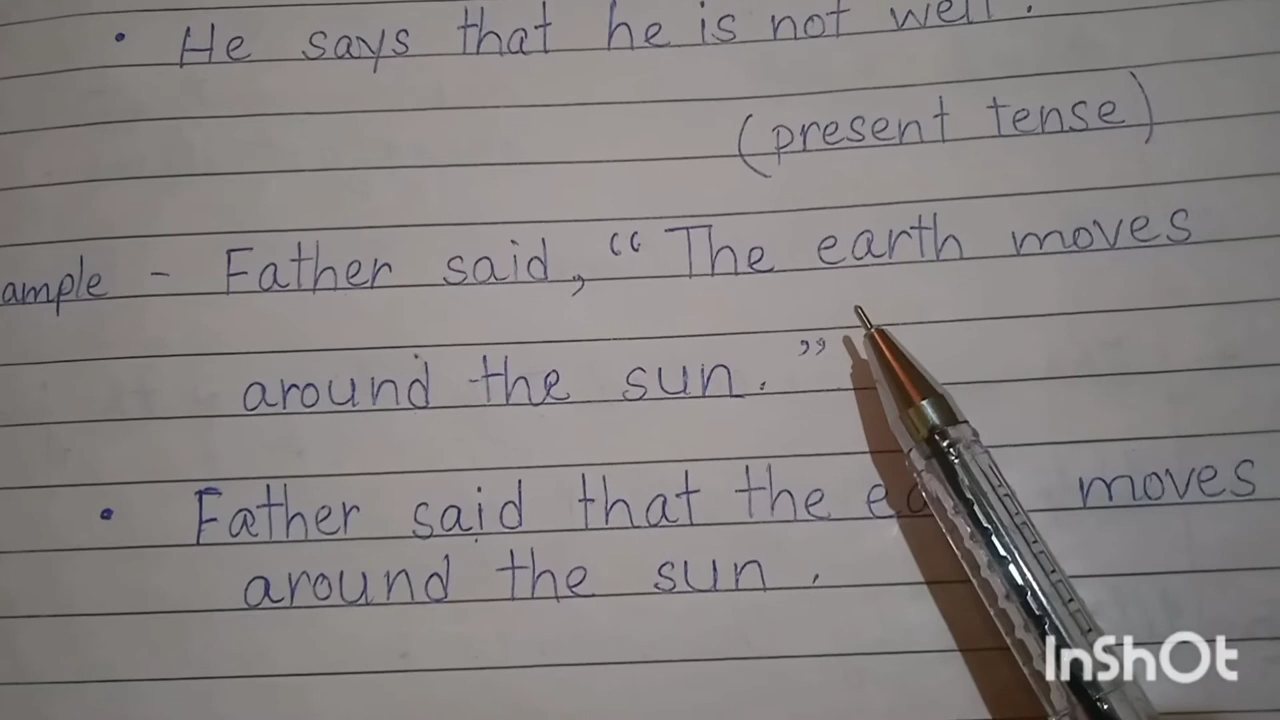 • He says that he is not well.
(present tense)
ample - Father said, “The earth moves
around the sun.”
• Father said that the moves
around the sun.
InShOt